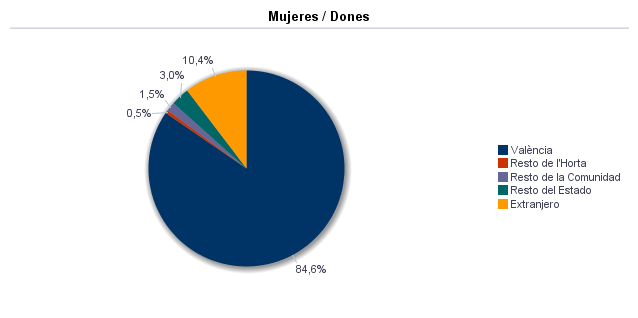 Mujeres / Dones
10,4%
3,0%
1,5%
0,5%
84,6%
València
Resto de l'Horta
Resto de la Comunidad
Resto del Estado
Extranjero